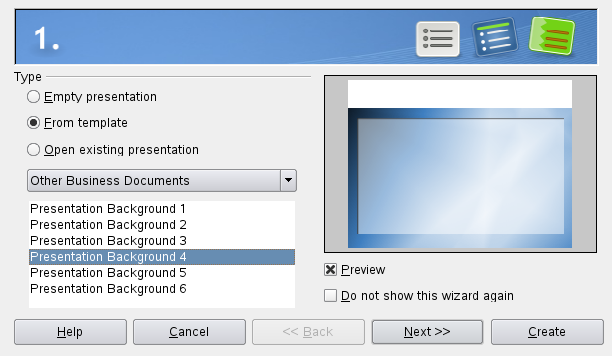 1.
Type
Empty presentation
From template
Open existing presentation
Other Business Documents
Presentation Background 1
Presentation Background 2
Presentation Background 3
Presentation Background 4
Presentation Background 5
Presentation Background 6
Preview
Do not show this wizard again
Help
Cancel
<< Back
Next >>
Create